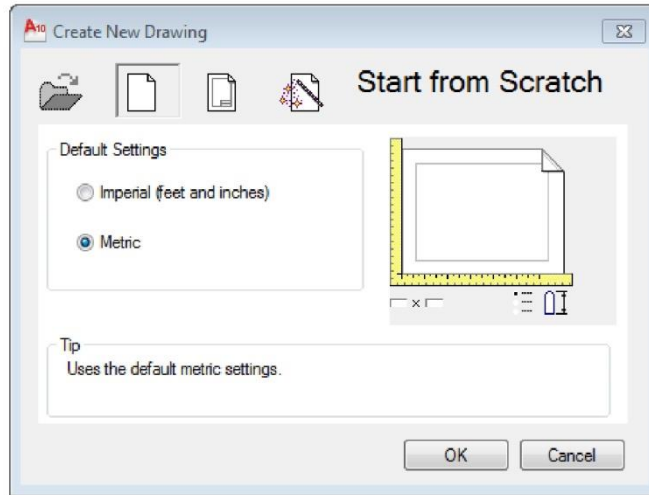 A10 Create New Drawing
Start from Scratch
Default Settings
Imperial (feet and inches)
Metric
Tip
Uses the default metric settings.
OK Cancel